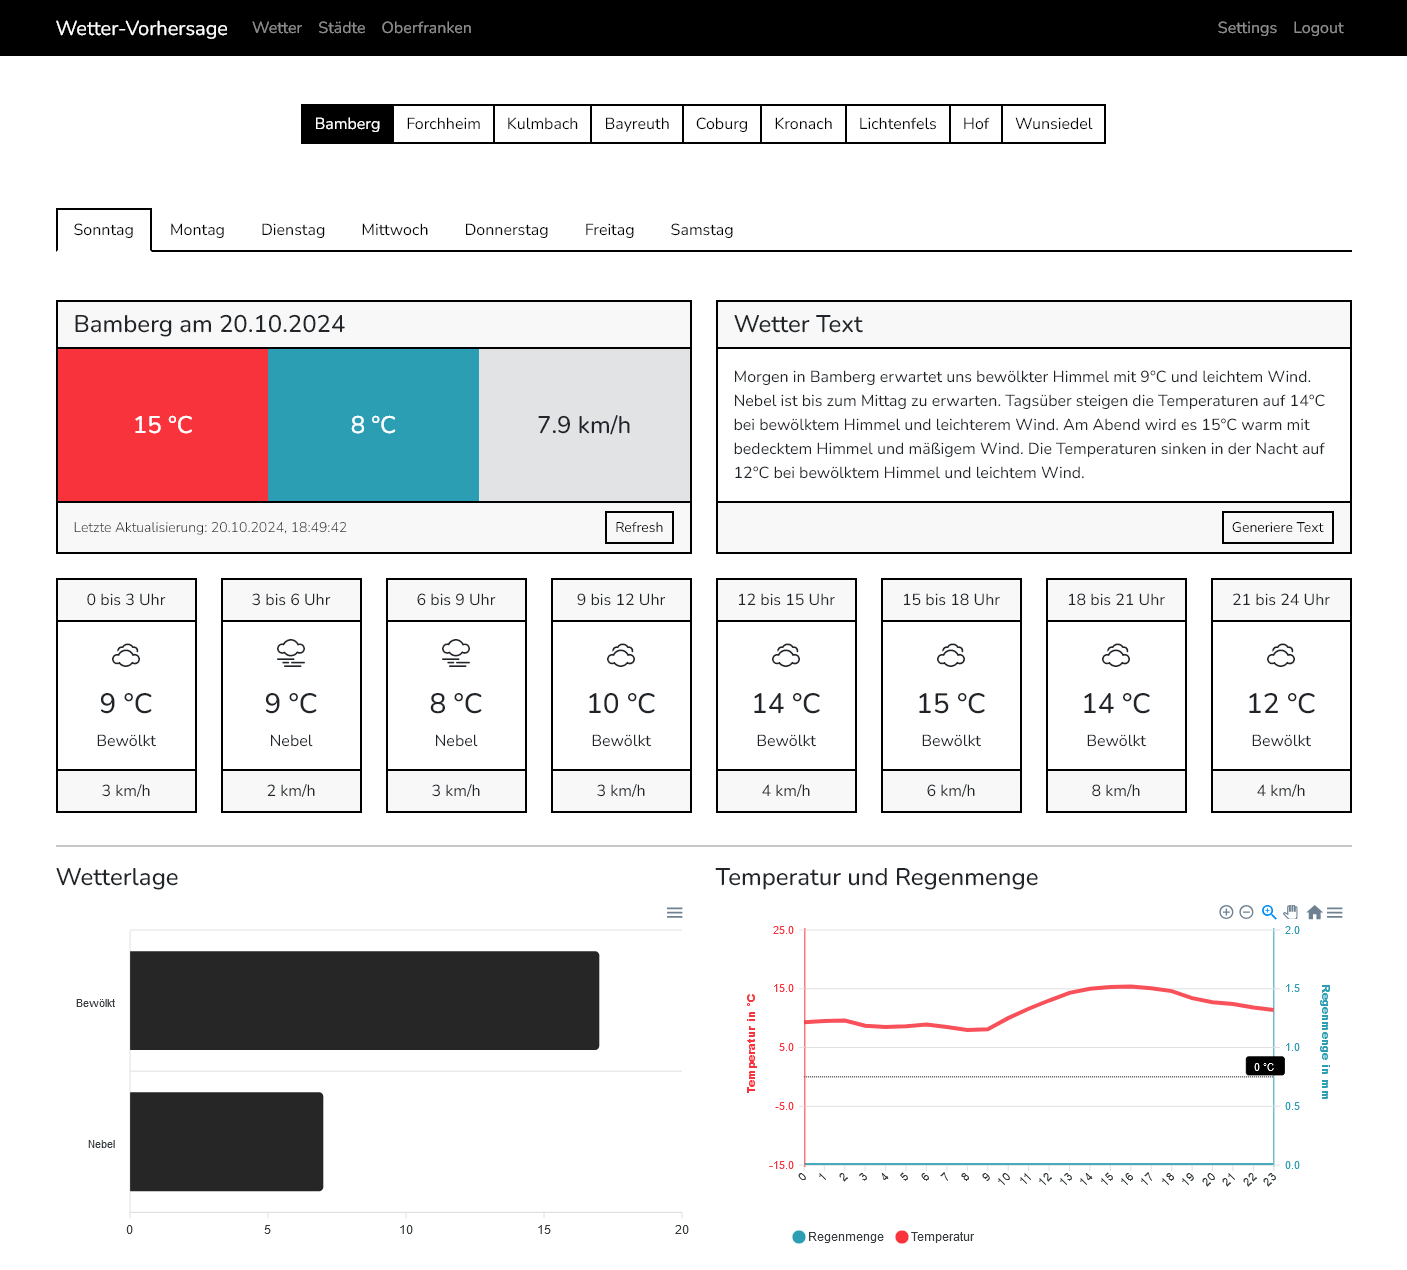 Wetter-Vorhersage Wetter Städte Oberfranken Settings Logout
Bamberg Forchheim Kulmbach Bayreuth Coburg Kronach Lichtenfels Hof Wunsiedel
Sonntag Montag Dienstag Mittwoch Donnerstag Freitag Samstag
Bamberg am 20.10.2024
15 °C 8 °C 7.9 km/h
Letzte Aktualisierung: 20.10.2024, 18:49:42 Refresh
Wetter Text
Morgen in Bamberg erwartet uns bewölkter Himmel mit 9°C und leichtem Wind.
Nebel ist bis zum Mittag zu erwarten. Tagsüber steigen die Temperaturen auf 14°C
bei bewölktem Himmel und leichterem Wind. Am Abend wird es 15°C warm mit
bedecktem Himmel und mäßigem Wind. Die Temperaturen sinken in der Nacht auf
12°C bei bewölktem Himmel und leichtem Wind.
Generiere Text
0 bis 3 Uhr 3 bis 6 Uhr 6 bis 9 Uhr 9 bis 12 Uhr 12 bis 15 Uhr 15 bis 18 Uhr 18 bis 21 Uhr 21 bis 24 Uhr
9 °C 9 °C 8 °C 10 °C 14 °C 15 °C 14 °C 12 °C
Bewölkt Nebel Nebel Bewölkt Bewölkt Bewölkt Bewölkt Bewölkt
3 km/h 2 km/h 3 km/h 3 km/h 4 km/h 6 km/h 8 km/h 4 km/h
Wetterlage
Bewölkt
Nebel
0 5 10 15 20
Temperatur und Regenmenge
Temperatur in °C
25.0
15.0
5.0
-5.0
-15.0
0 °C
2.0
1.5
1.0
0.5
0.0
Regenmenge in mm
0 1 2 3 4 5 6 7 8 9 10 11 12 13 14 15 16 17 18 19 20 21 22 23
Regenmenge Temperatur